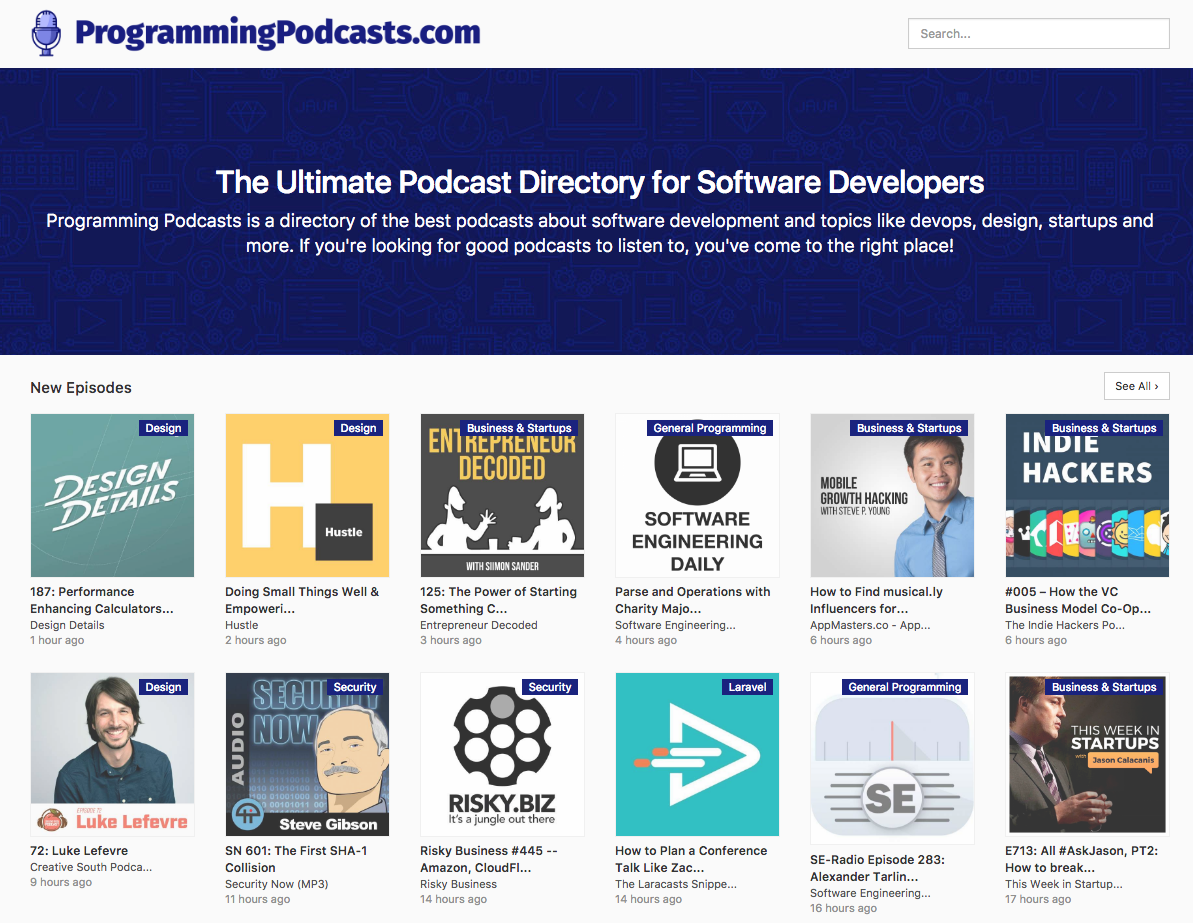 ProgrammingPodcasts.com
Search...
The Ultimate Podcast Directory for Software Developers
Programming Podcasts is a directory of the best podcasts about software development and topics like devops, design, startups and
more. If you're looking for good podcasts to listen to, you've come to the right place!
New Episodes
See All ›
Design
DESIGN
DETAILS
187: Performance
Enhancing Calculators...
Design Details
1 hour ago
Design
H
Hustle
Doing Small Things Well &
Empoweri...
Hustle
2 hours ago
Business & Startups
ENTREPRENEUR
DECODED
WITH SIIMON SANDER
125: The Power of Starting
Something C...
Entrepreneur Decoded
3 hours ago
General Programming
SOFTWARE
ENGINEERING
DAILY
Parse and Operations with
Charity Majo...
Software Engineering...
4 hours ago
Business & Startups
MOBILE
GROWTH HACKING
WITH STEVE P. YOUNG
How to Find musical.ly
Influencers for...
AppMasters.co - App...
6 hours ago
Business & Startups
INDIE
HACKERS
#005 – How the VC
Business Model Co-Op...
The Indie Hackers Po...
6 hours ago
Design
EPISODE 72
Luke Lefevre
72: Luke Lefevre
Creative South Podca...
9 hours ago
Security
SECURITY
NOW
AUDIO
Steve Gibson
SN 601: The First SHA-1
Collision
Security Now (MP3)
11 hours ago
Security
RISKY.BIZ
It's a jungle out there
Risky Business #445 --
Amazon, CloudFl...
Risky Business
14 hours ago
Laravel
How to Plan a Conference
Talk Like Zac...
The Laracasts Snippe...
14 hours ago
General Programming
SE
SE-Radio Episode 283:
Alexander Tarlin...
Software Engineering...
16 hours ago
Business & Startups
THIS WEEK IN
STARTUPS
with Jason Calacanis
E713: All #AskJason, PT2:
How to break...
This Week in Startup...
17 hours ago